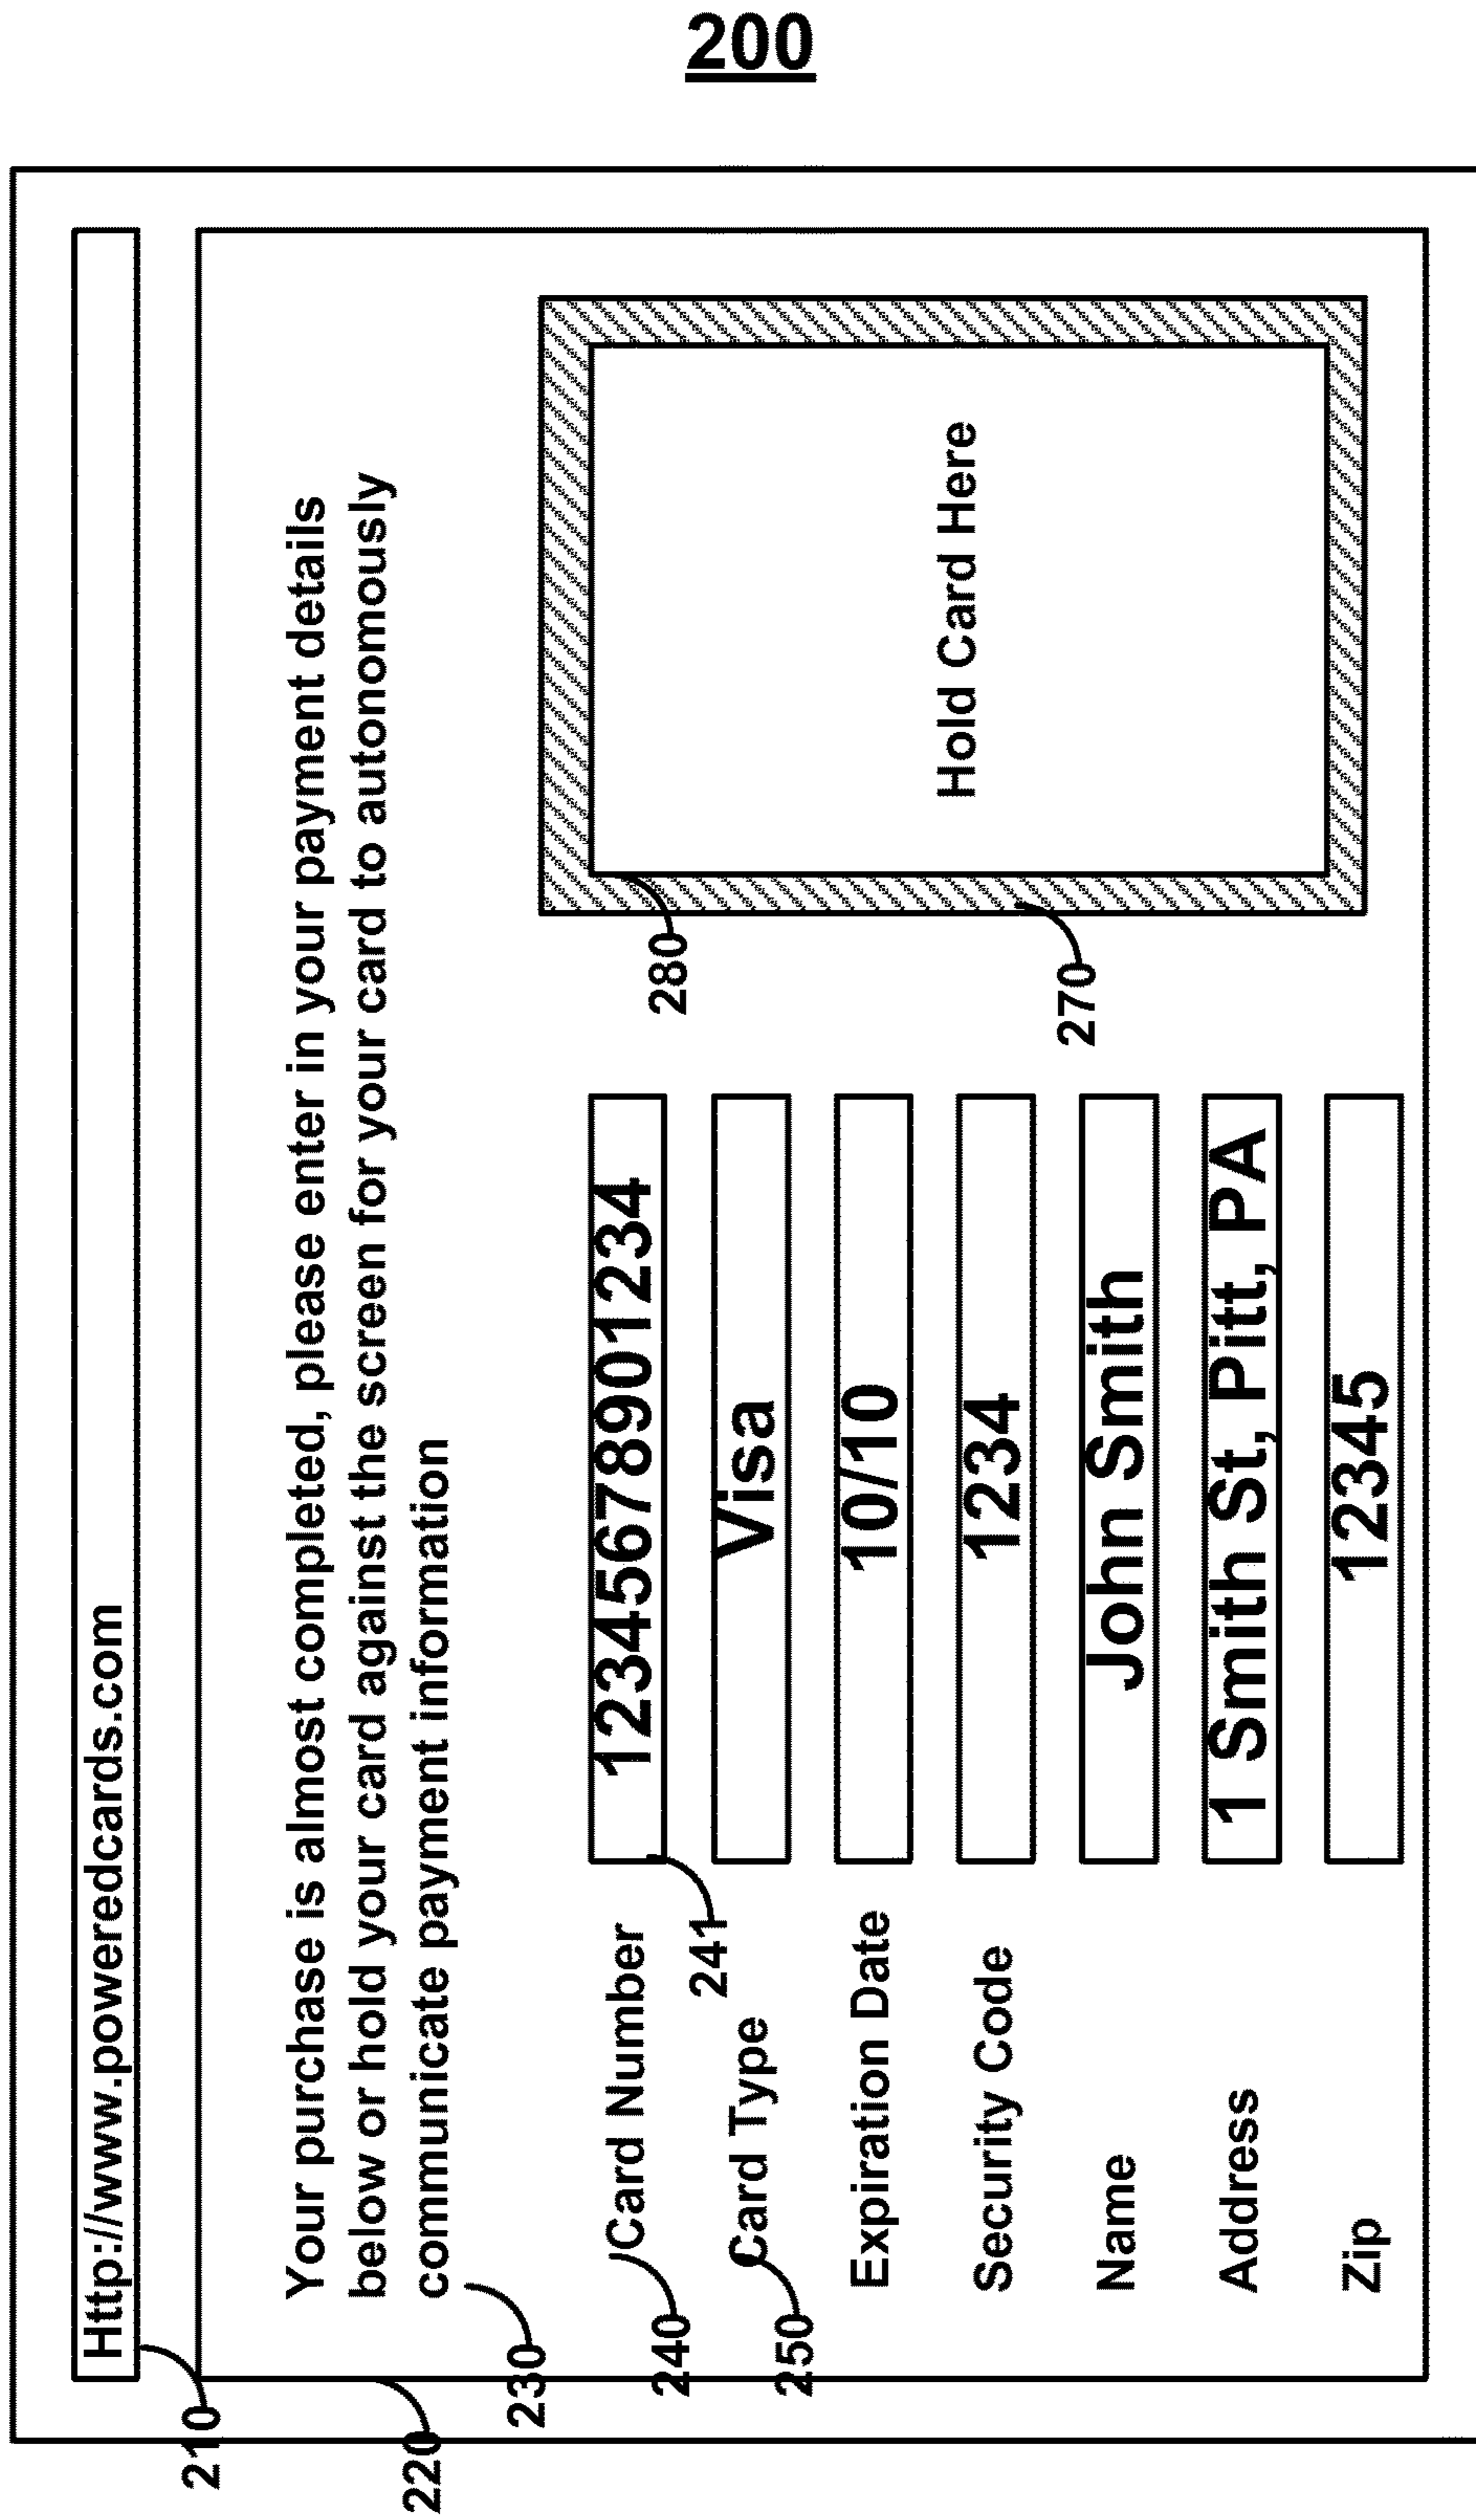 200
Http://www.poweredcards.com
210
220
Your purchase is almost completed, please enter in your payment details
below or hold your card against the screen for your card to autonomously
communicate payment information
230
Card Number
12345678901234
240
241
Card Type
Visa
250
Expiration Date
10/10
Security Code
1234
Name
John Smith
Address
1 Smith St, Pitt, PA
Zip
12345
280
Hold Card Here
270